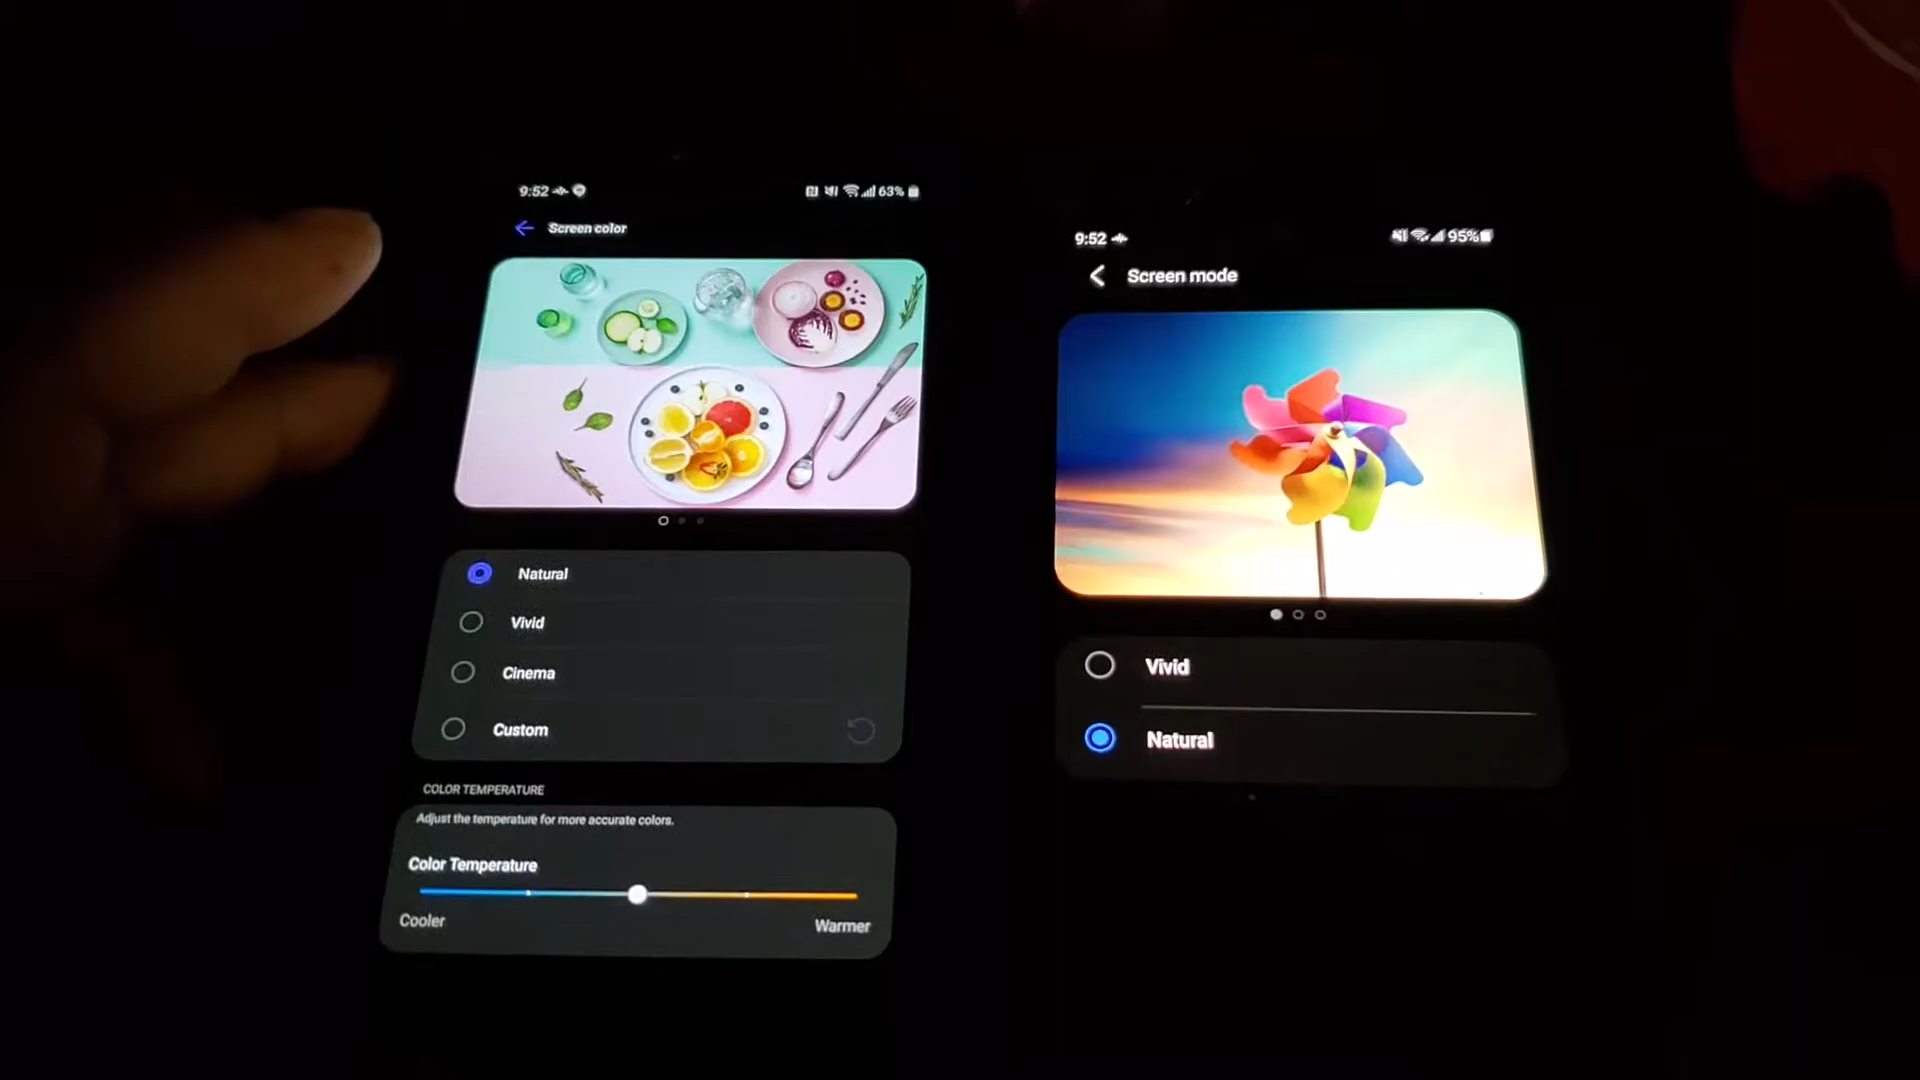 9:52
63%
Screen color
Natural
Vivid
Cinema
Custom
COLOR TEMPERATURE
Adjust the temperature for more accurate colors.
Color Temperature
Cooler
Warmer
9:52
95%
Screen mode
Vivid
Natural